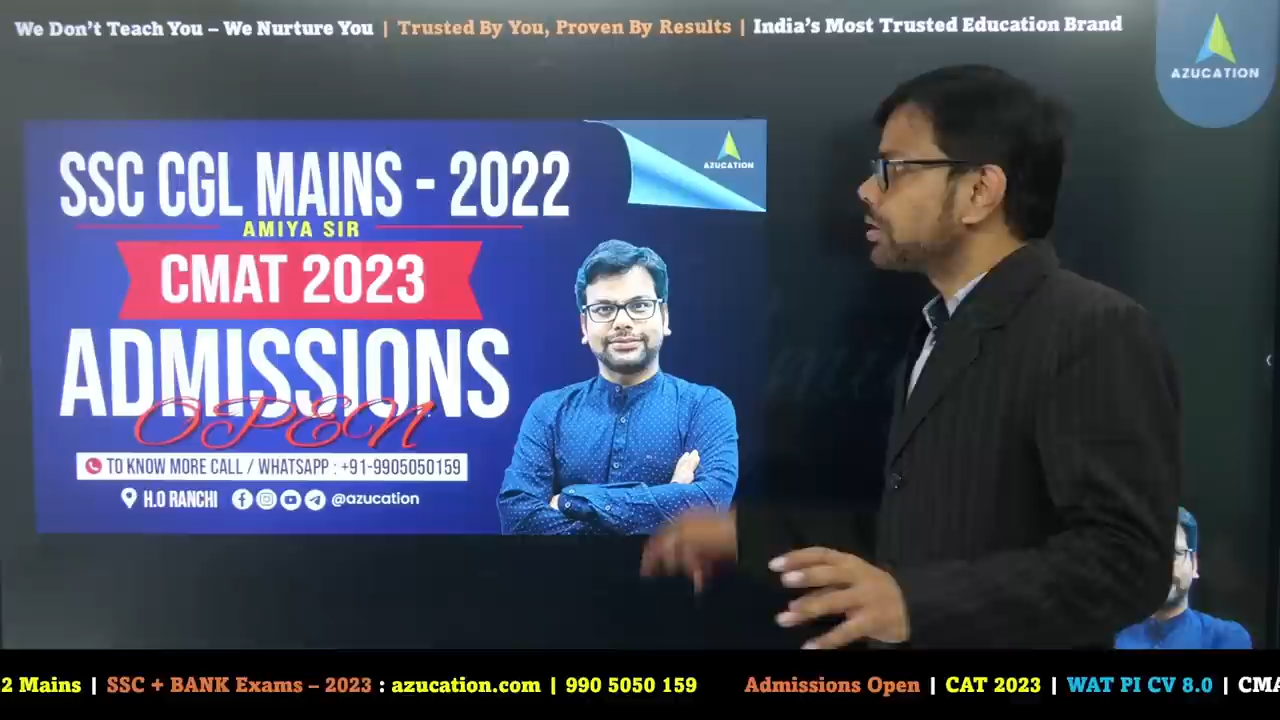 We Don't Teach You – We Nurture You | Trusted By You, Proven By Results | India's Most Trusted Education Brand
AZUCATION
AZUCATION
SSC CGL MAINS - 2022
AMIYA SIR
CMAT 2023
ADMISSIONS
OPEN
TO KNOW MORE CALL / WHATSAPP : +91-9905050159
H.O RANCHI @azucation
2 Mains | SSC + BANK Exams – 2023 : azucation.com | 990 5050 159 Admissions Open | CAT 2023 | WAT PI CV 8.0 | CMA